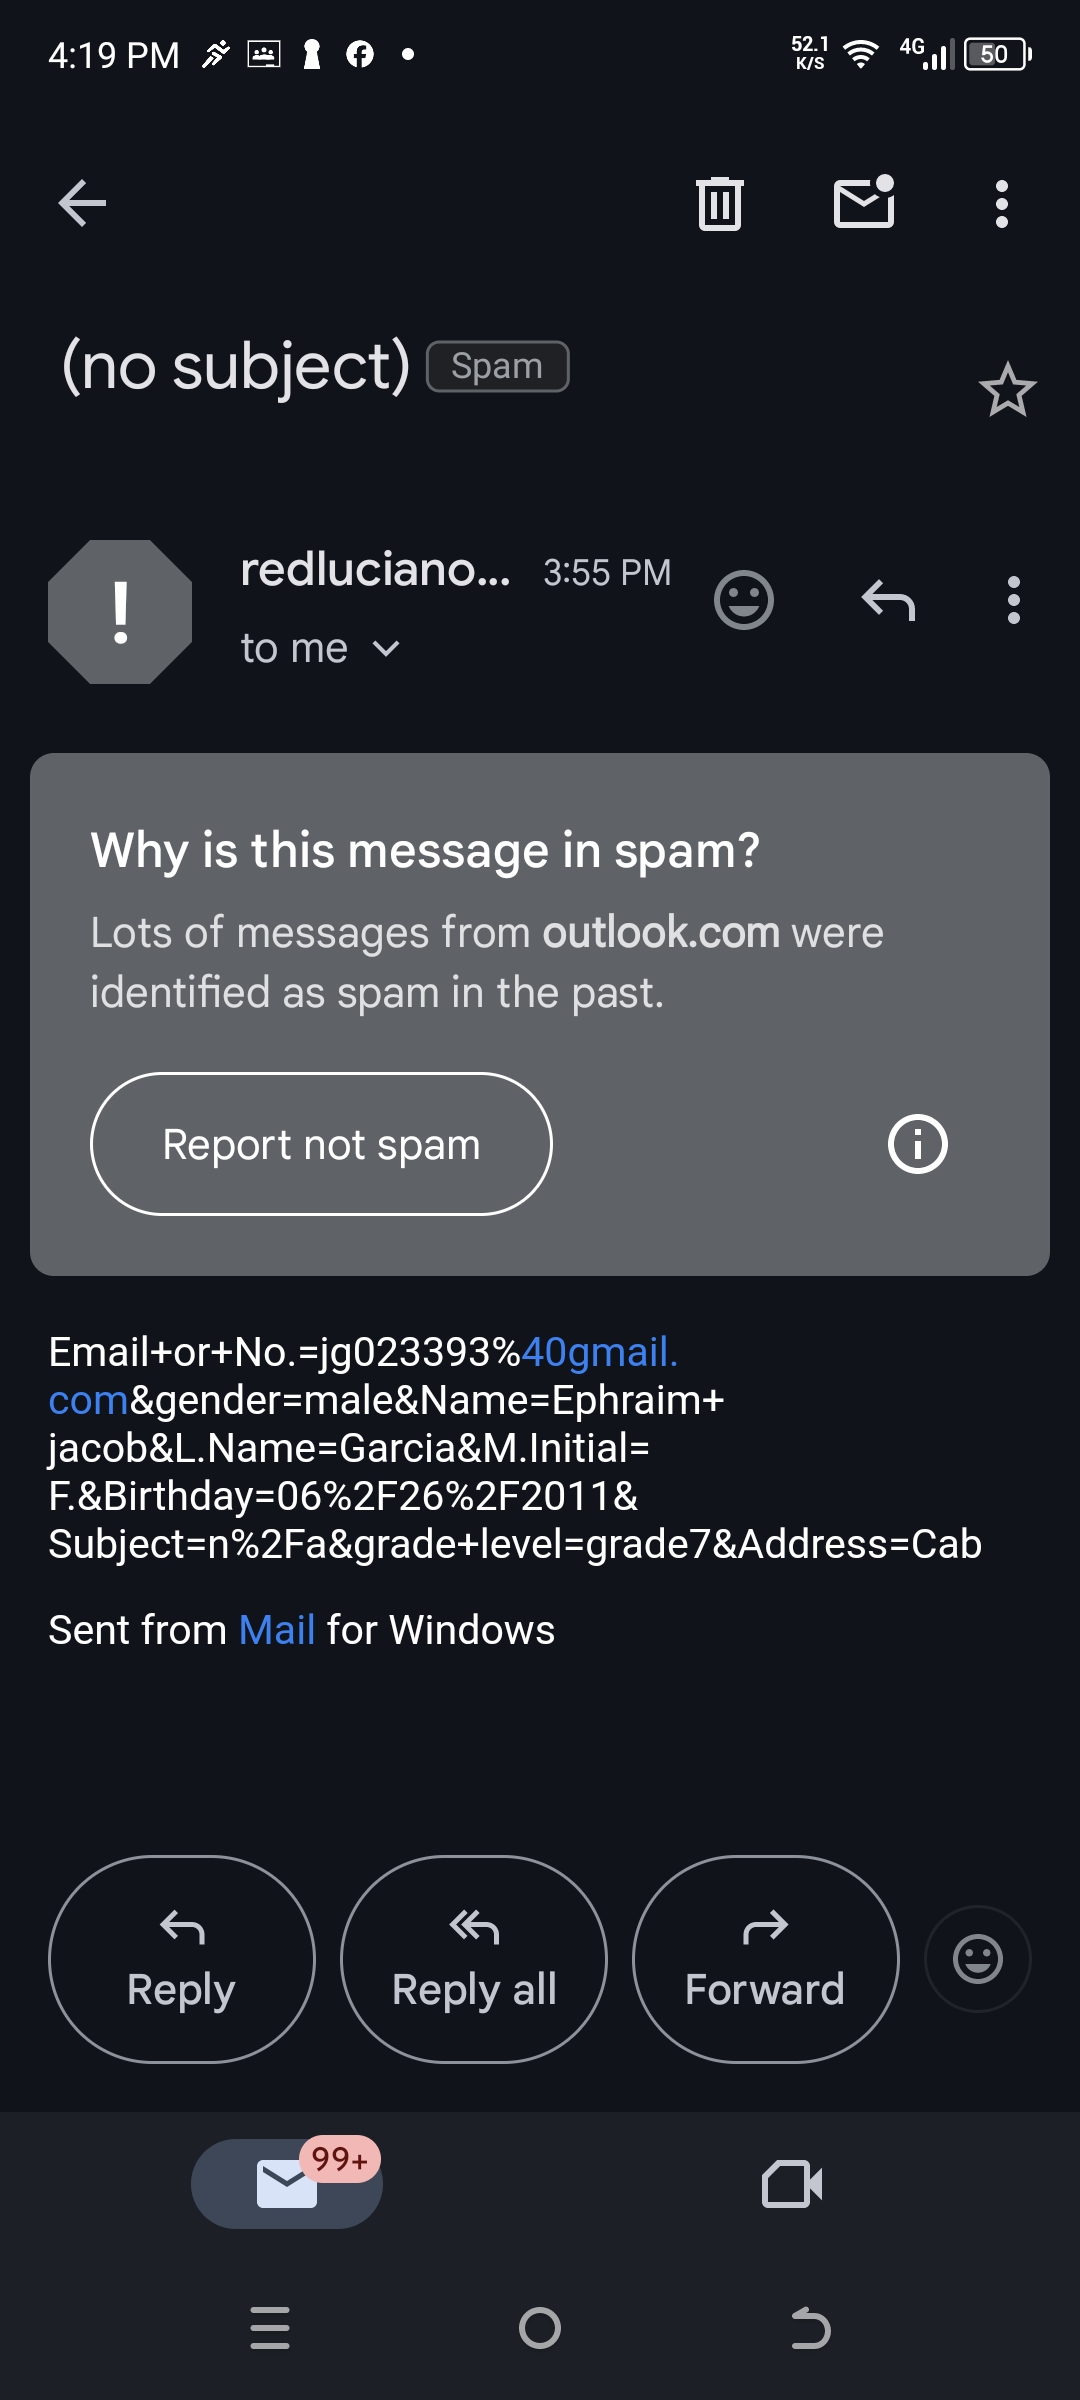 4:19 PM
52.1 K/S
4G
50
(no subject) Spam
redluciano... 3:55 PM
to me
Why is this message in spam?
Lots of messages from outlook.com were
identified as spam in the past.
Report not spam
Email+or+No.=jg023393%40gmail.
com&gender=male&Name=Ephraim+
jacob&L.Name=Garcia&M.Initial=
F.&Birthday=06%2F26%2F2011&
Subject=n%2Fa&grade+level=grade7&Address=Cab
Sent from Mail for Windows
Reply
Reply all
Forward
99+